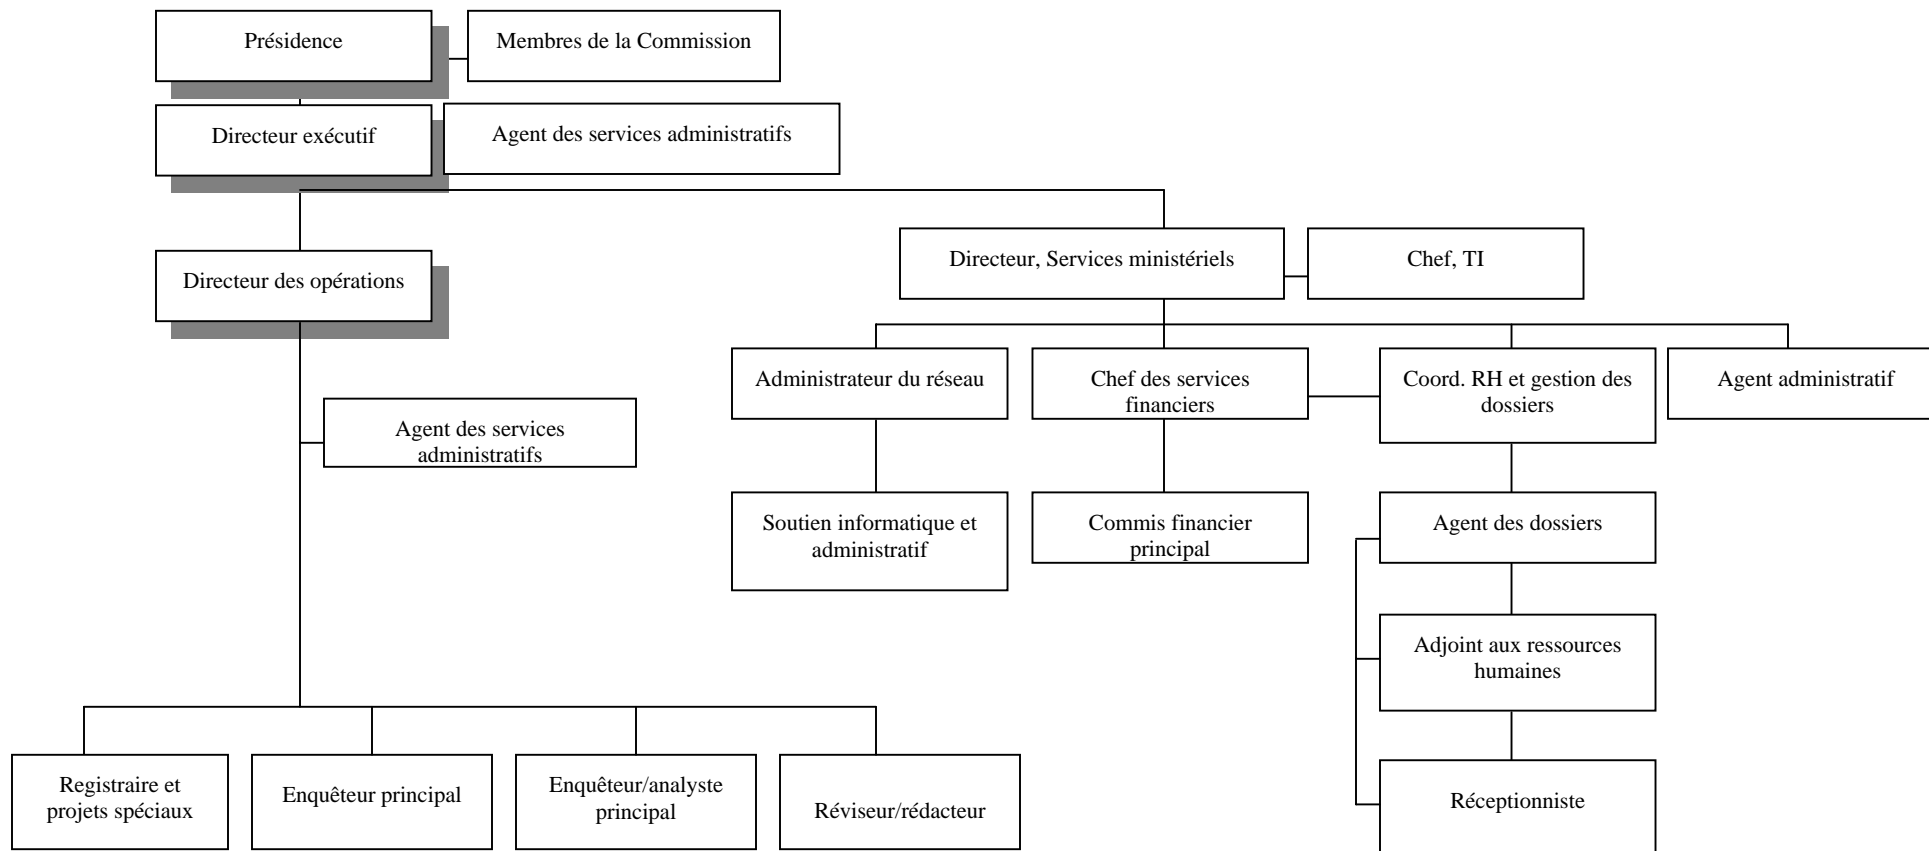 Présidence
Membres de la Commission
Directeur exécutif
Agent des services administratifs
Directeur des opérations
Directeur, Services ministériels
Chef, TI
Administrateur du réseau
Chef des services
financiers
Coord. RH et gestion des
dossiers
Agent administratif
Agent des services
administratifs
Soutien informatique et
administratif
Commis financier
principal
Agent des dossiers
Adjoint aux ressources
humaines
Registraire et
projets spéciaux
Enquêteur principal
Enquêteur/analyste
principal
Réviseur/rédacteur
Réceptionniste